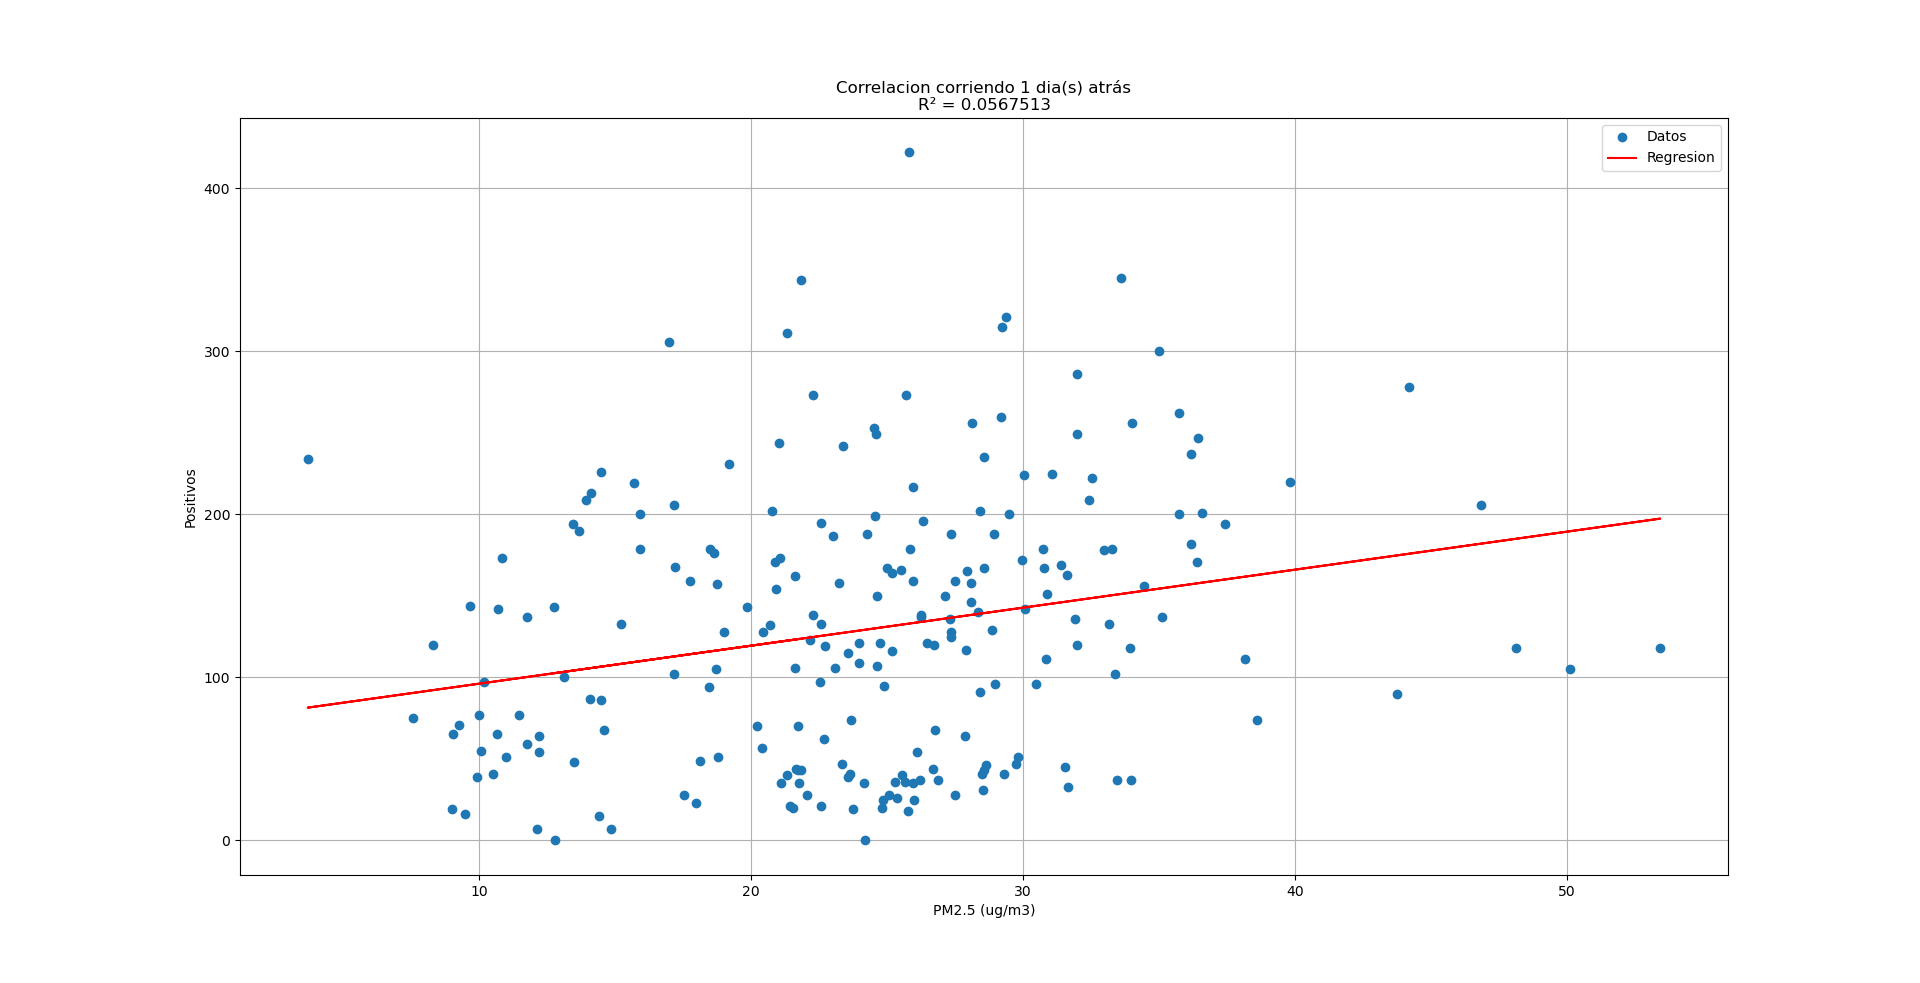 Correlacion corriendo 1 dia(s) atrás
R² = 0.0567513
Datos
Regresion
400
300
200
100
0
Positivos
10
20
30
40
50
PM2.5 (ug/m3)